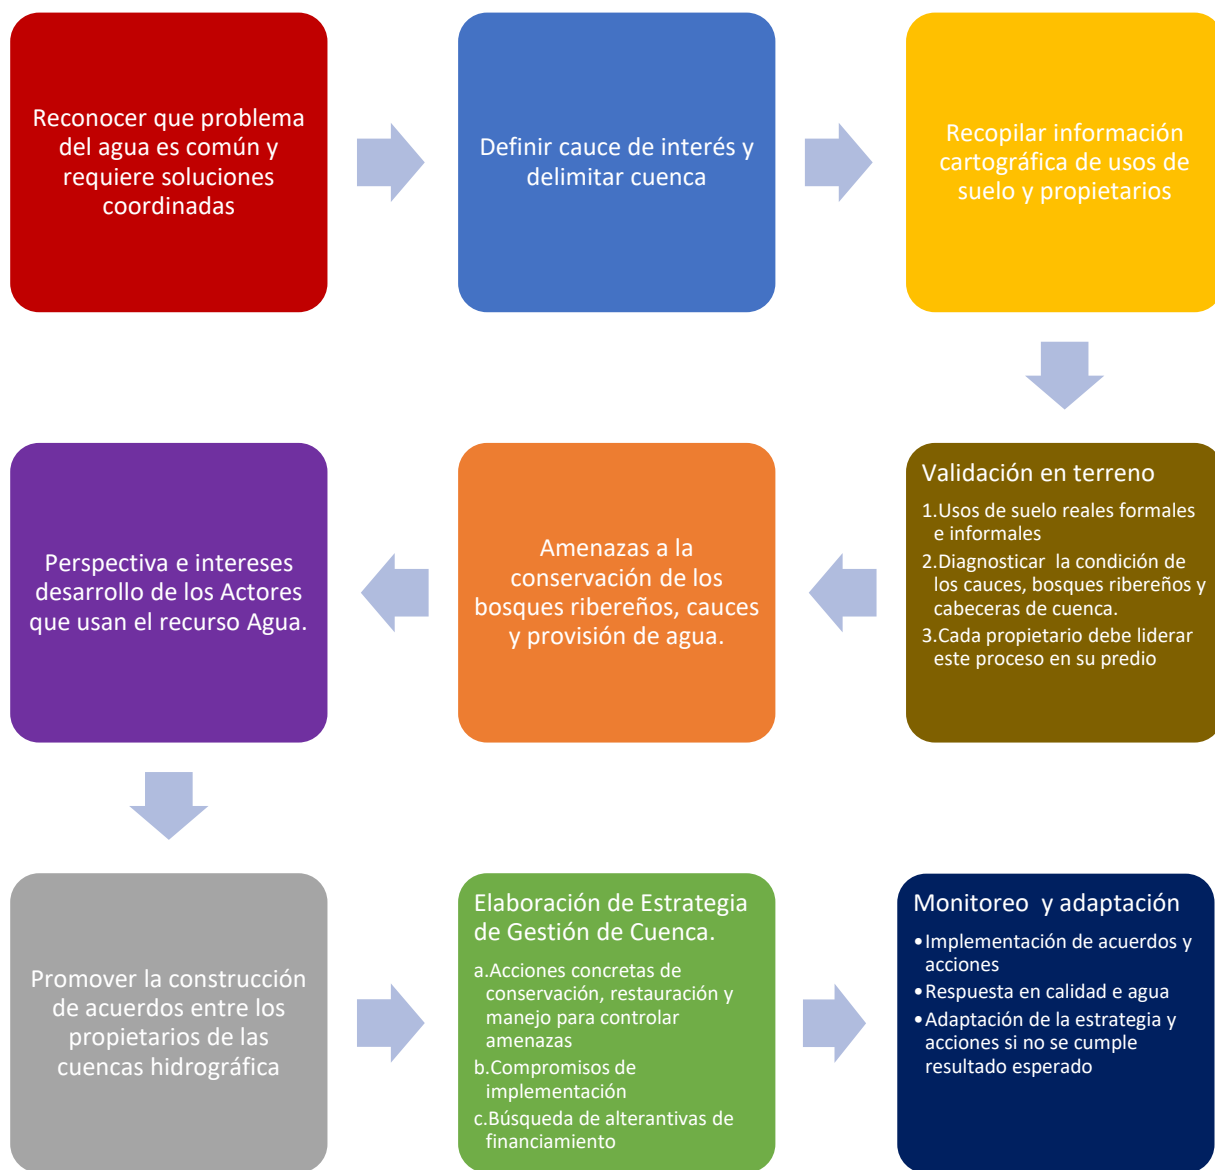 Reconocer que problema
del agua es común y
requiere soluciones
coordinadas
Definir cauce de interés y
delimitar cuenca
Recopilar información
cartográfica de usos de
suelo y propietarios
Validación en terreno
1.Usos de suelo reales formales
e informales
2.Diagnosticar la condición de
los cauces, bosques ribereños y
cabeceras de cuenca.
3.Cada propietario debe liderar
este proceso en su predio
Amenazas a la
conservación de los
bosques ribereños, cauces
y provisión de agua.
Perspectiva e intereses
desarrollo de los Actores
que usan el recurso Agua.
Promover la construcción
de acuerdos entre los
propietarios de las
cuencas hidrográfica
Elaboración de Estrategia
de Gestión de Cuenca.
a.Acciones concretas de
conservación, restauración y
manejo para controlar
amenazas
b.Compromisos de
implementación
c.Búsqueda de alterantivas de
financiamiento
Monitoreo y adaptación
•Implementación de acuerdos y
acciones
•Respuesta en calidad e agua
•Adaptación de la estrategia y
acciones si no se cumple
resultado esperado